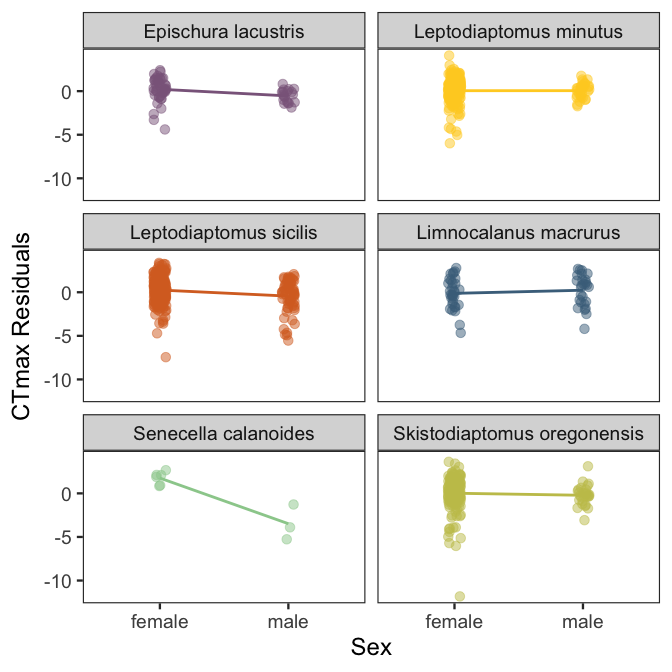 Epischura lacustris
Leptodiaptomus minutus
0
-5
-10
Leptodiaptomus sicilis
Limnocalanus macrurus
0
-5
-10
Senecella calanoides
Skistodiaptomus oregonensis
0
-5
-10
CTmax Residuals
female
male
female
male
Sex